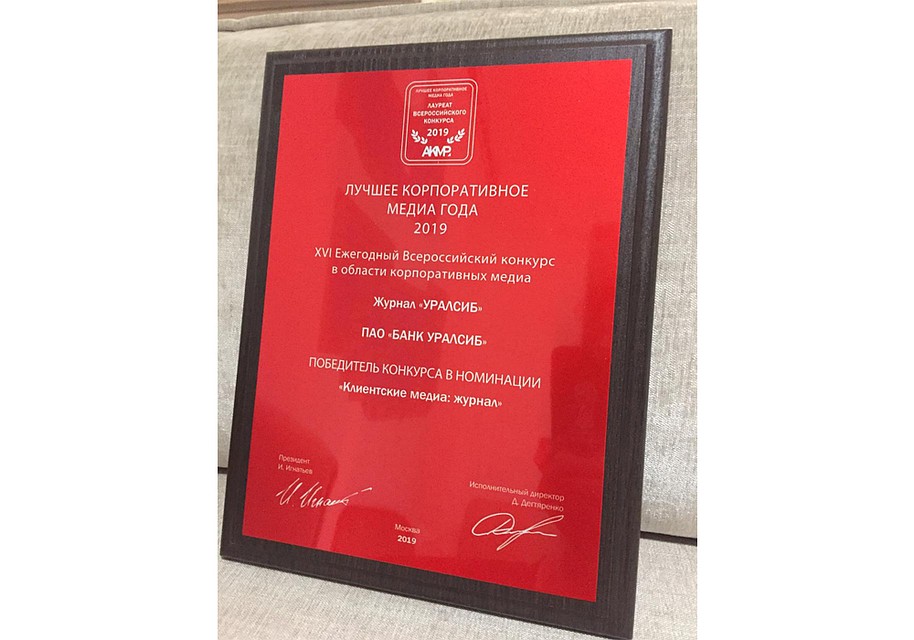 ЛУЧШЕЕ КОРПОРАТИВНОЕ
МЕДИА ГОДА
ЛАУРЕАТ
ВСЕРОССИЙСКОГО
КОНКУРСА
2019
АКМР
ЛУЧШЕЕ КОРПОРАТИВНОЕ
МЕДИА ГОДА
2019
XVI Ежегодный Всероссийский конкурс
в области корпоративных медиа
Журнал «УРАЛСИБ»
ПАО «БАНК УРАЛСИБ»
ПОБЕДИТЕЛЬ КОНКУРСА В НОМИНАЦИИ
«Клиентские медиа: журнал»
Президент
И. Игнатьев
Исполнительный директор
Д. Дегтяренко
Москва
2019